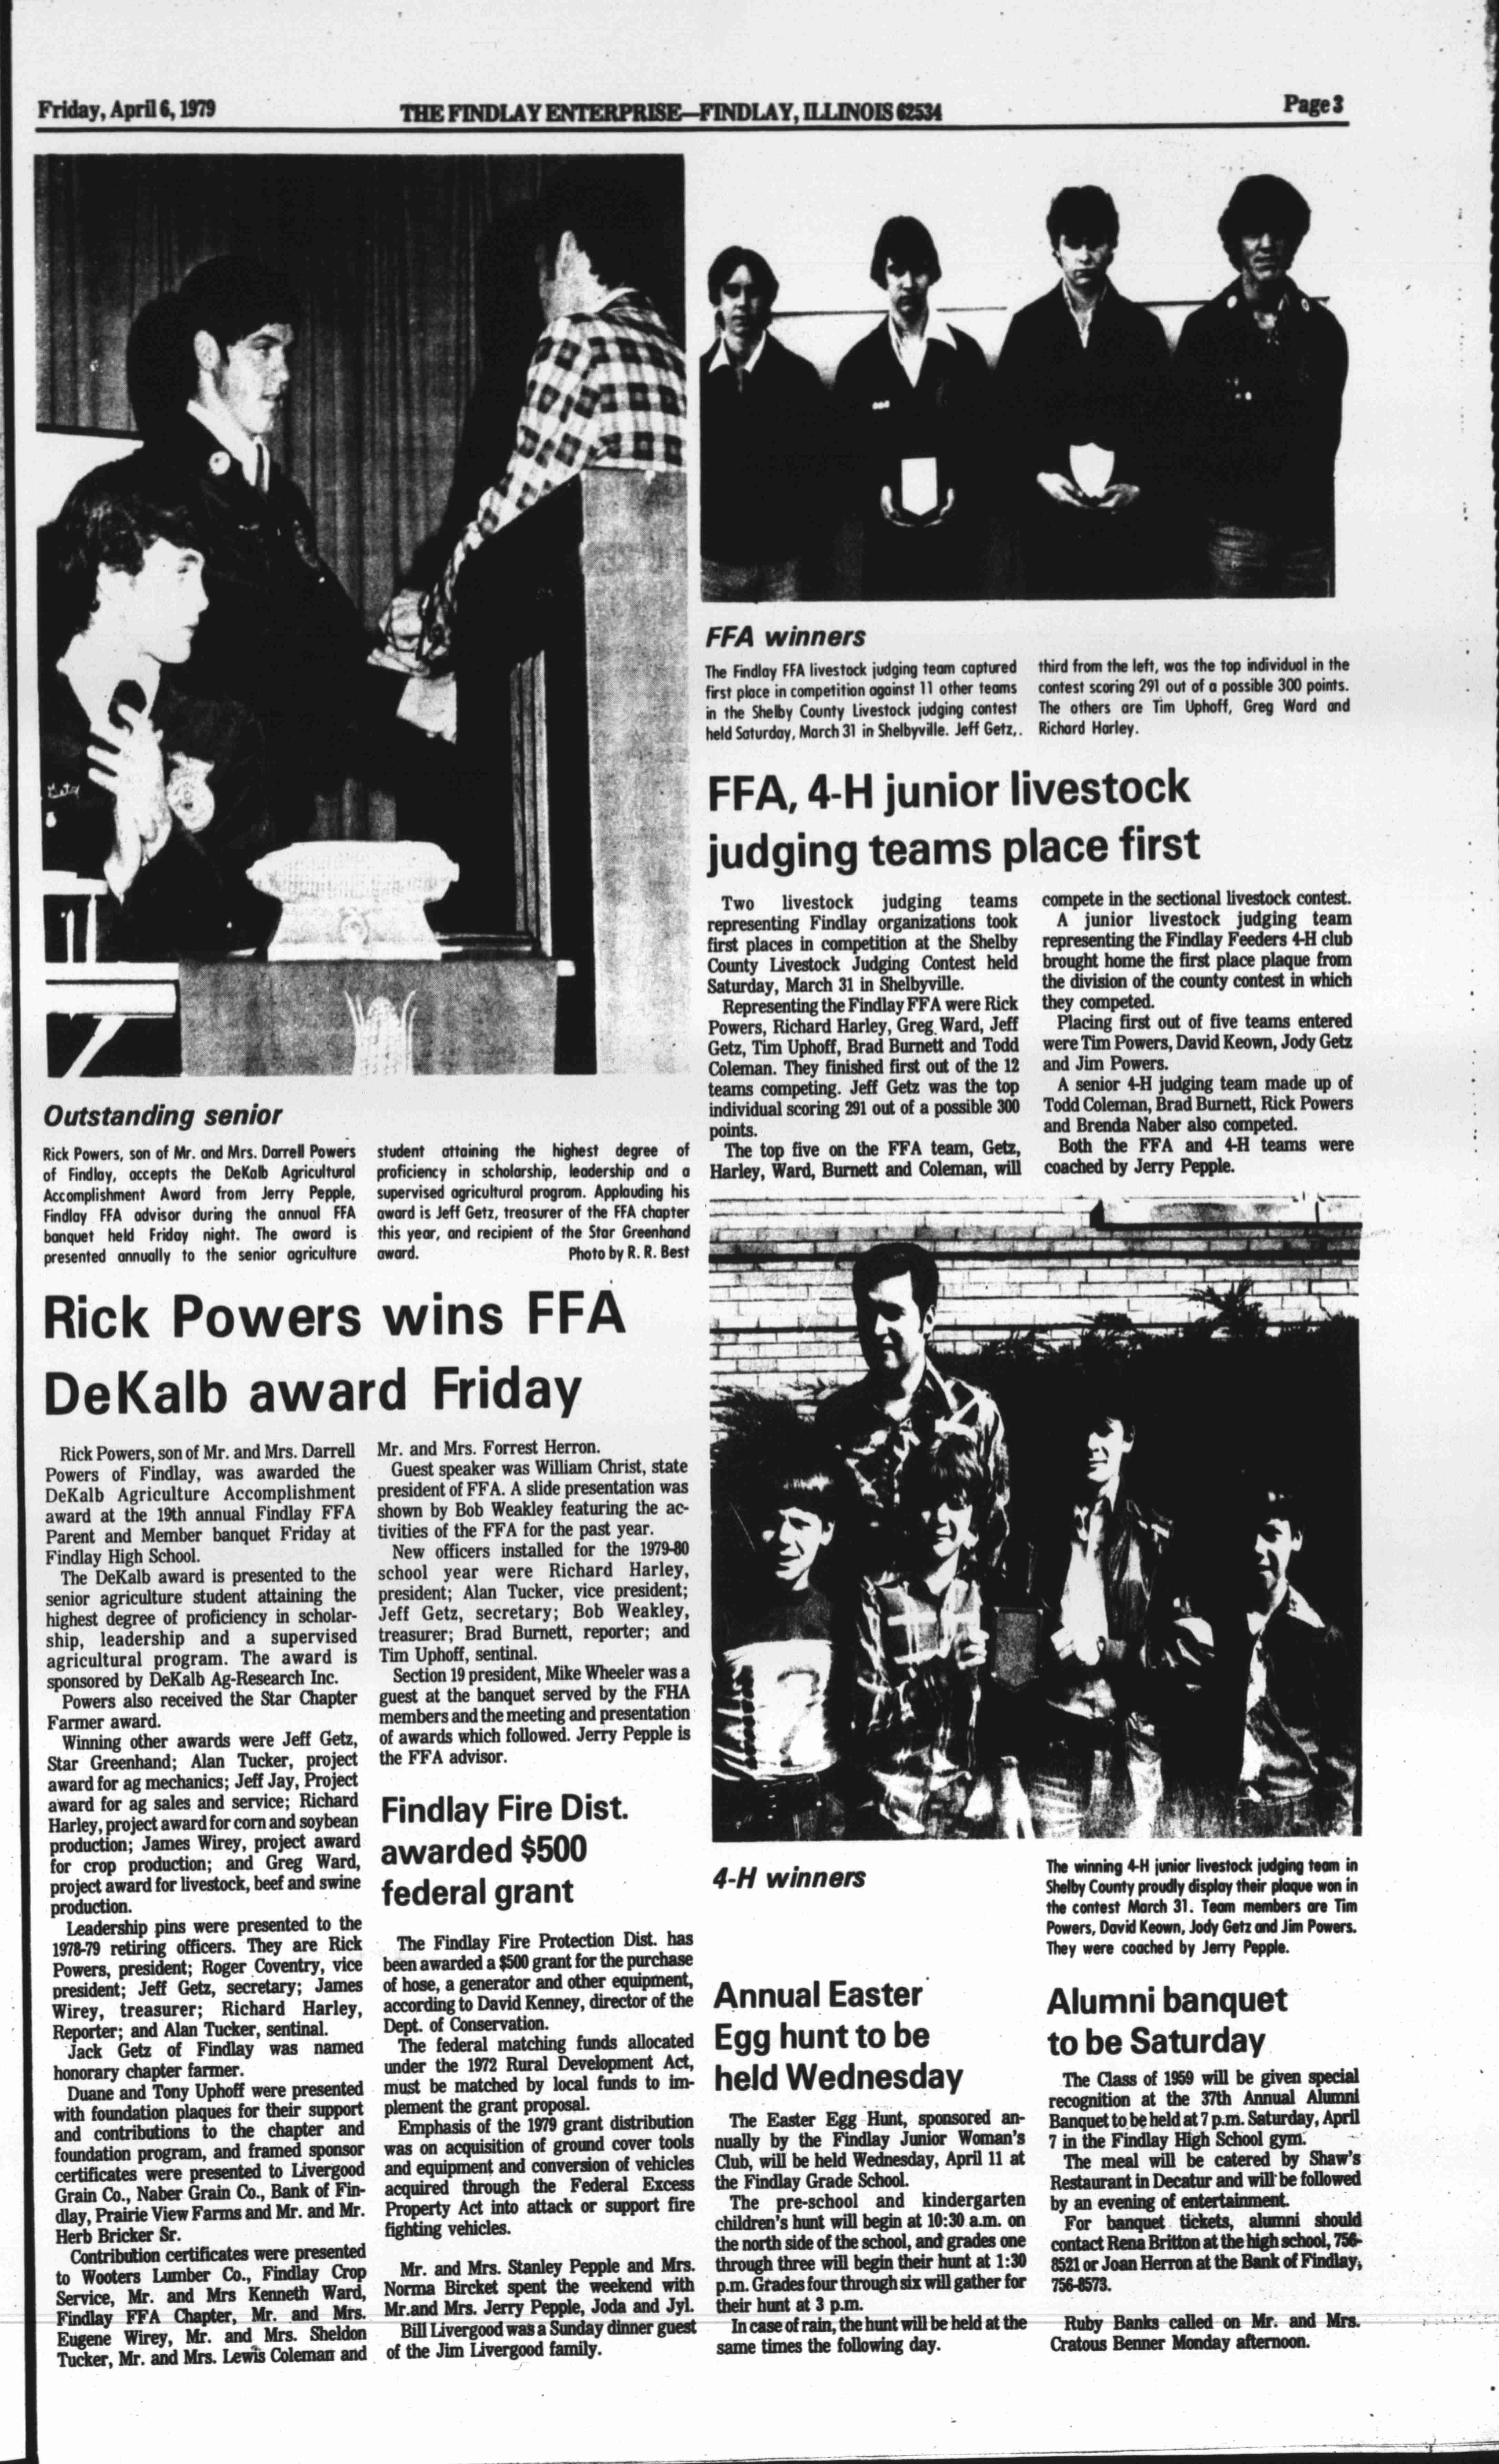 Friday, April 6, 1979
THE FINDLAY ENTERPRISE—FINDLAY, ILLINOIS 62534
Page 3
Outstanding senior
Rick Powers, son of Mr. and Mrs. Darrell Powers
of Findlay, accepts the DeKalb Agricultural
Accomplishment Award from Jerry Pepple,
Findlay FFA advisor during the annual FFA
banquet held Friday night. The award is
presented annually to the senior agriculture
student attaining the highest degree of
proficiency in scholarship, leadership and a
supervised agricultural program. Applauding his
award is Jeff Getz, treasurer of the FFA chapter
this year, and recipient of the Star Greenhand
award. Photo by R. R. Best
Rick Powers wins FFA
DeKalb award Friday
Rick Powers, son of Mr. and Mrs. Darrell
Powers of Findlay, was awarded the
DeKalb Agriculture Accomplishment
award at the 19th annual Findlay FFA
Parent and Member banquet Friday at
Findlay High School.
The DeKalb award is presented to the
senior agriculture student attaining the
highest degree of proficiency in scholar-
ship, leadership and a supervised
agricultural program. The award is
sponsored by DeKalb Ag-Research Inc.
Powers also received the Star Chapter
Farmer award.
Winning other awards were Jeff Getz,
Star Greenhand; Alan Tucker, project
award for ag mechanics; Jeff Jay, Project
award for ag sales and service; Richard
Harley, project award for corn and soybean
production; James Wirey, project award
for crop production; and Greg Ward,
project award for livestock, beef and swine
production.
Leadership pins were presented to the
1978-79 retiring officers. They are Rick
Powers, president; Roger Coventry, vice
president; Jeff Getz, secretary; James
Wirey, treasurer; Richard Harley,
Reporter; and Alan Tucker, sentinal.
Jack Getz of Findlay was named
honorary chapter farmer.
Duane and Tony Uphoff were presented
with foundation plaques for their support
and contributions to the chapter and
foundation program, and framed sponsor
certificates were presented to Livergood
Grain Co., Naber Grain Co., Bank of Fin-
dlay, Prairie View Farms and Mr. and Mr.
Herb Bricker Sr.
Contribution certificates were presented
to Wooters Lumber Co., Findlay Crop
Service, Mr. and Mrs Kenneth Ward,
Findlay FFA Chapter, Mr. and Mrs.
Eugene Wirey, Mr. and Mrs. Sheldon
Tucker, Mr. and Mrs. Lewis Coleman and
Mr. and Mrs. Forrest Herron.
Guest speaker was William Christ, state
president of FFA. A slide presentation was
shown by Bob Weakley featuring the ac-
tivities of the FFA for the past year.
New officers installed for the 1979-80
school year were Richard Harley,
president; Alan Tucker, vice president;
Jeff Getz, secretary; Bob Weakley,
treasurer; Brad Burnett, reporter; and
Tim Uphoff, sentinal.
Section 19 president, Mike Wheeler was a
guest at the banquet served by the FHA
members and the meeting and presentation
of awards which followed. Jerry Pepple is
the FFA advisor.
Findlay Fire Dist.
awarded $500
federal grant
The Findlay Fire Protection Dist. has
been awarded a $500 grant for the purchase
of hose, a generator and other equipment,
according to David Kenney, director of the
Dept. of Conservation.
The federal matching funds allocated
under the 1972 Rural Development Act,
must be matched by local funds to im-
plement the grant proposal.
Emphasis of the 1979 grant distribution
was on acquisition of ground cover tools
and equipment and conversion of vehicles
acquired through the Federal Excess
Property Act into attack or support fire
fighting vehicles.
Mr. and Mrs. Stanley Pepple and Mrs.
Norma Bircket spent the weekend with
Mr.and Mrs. Jerry Pepple, Joda and Jyl.
Bill Livergood was a Sunday dinner guest
of the Jim Livergood family.
FFA winners
The Findlay FFA livestock judging team captured
first place in competition against 11 other teams
in the Shelby County Livestock judging contest
held Saturday, March 31 in Shelbyville. Jeff Getz,.
third from the left, was the top individual in the
contest scoring 291 out of a possible 300 points.
The others are Tim Uphoff, Greg Ward and
Richard Harley.
FFA, 4-H junior livestock
judging teams place first
Two livestock judging teams
representing Findlay organizations took
first places in competition at the Shelby
County Livestock Judging Contest held
Saturday, March 31 in Shelbyville.
Representing the Findlay FFA were Rick
Powers, Richard Harley, Greg Ward, Jeff
Getz, Tim Uphoff, Brad Burnett and Todd
Coleman. They finished first out of the 12
teams competing. Jeff Getz was the top
individual scoring 291 out of a possible 300
points.
The top five on the FFA team, Getz,
Harley, Ward, Burnett and Coleman, will
compete in the sectional livestock contest.
A junior livestock judging team
representing the Findlay Feeders 4-H club
brought home the first place plaque from
the division of the county contest in which
they competed.
Placing first out of five teams entered
were Tim Powers, David Keown, Jody Getz
and Jim Powers.
A senior 4-H judging team made up of
Todd Coleman, Brad Burnett, Rick Powers
and Brenda Naber also competed.
Both the FFA and 4-H teams were
coached by Jerry Pepple.
4-H winners
The winning 4-H junior livestock judging team in
Shelby County proudly display their plaque won in
the contest March 31. Team members are Tim
Powers, David Keown, Jody Getz and Jim Powers.
They were coached by Jerry Pepple.
Annual Easter
Egg hunt to be
held Wednesday
The Easter Egg Hunt, sponsored an-
nually by the Findlay Junior Woman's
Club, will be held Wednesday, April 11 at
the Findlay Grade School.
The pre-school and kindergarten
children's hunt will begin at 10:30 a.m. on
the north side of the school, and grades one
through three will begin their hunt at 1:30
p.m. Grades four through six will gather for
their hunt at 3 p.m.
In case of rain, the hunt will be held at the
same times the following day.
Alumni banquet
to be Saturday
The Class of 1959 will be given special
recognition at the 37th Annual Alumni
Banquet to be held at 7 p.m. Saturday, April
7 in the Findlay High School gym.
The meal will be catered by Shaw's
Restaurant in Decatur and will be followed
by an evening of entertainment.
For banquet tickets, alumni should
contact Rena Britton at the high school, 756-
8521 or Joan Herron at the Bank of Findlay,
756-8573.
Ruby Banks called on Mr. and Mrs.
Cratous Benner Monday afternoon.